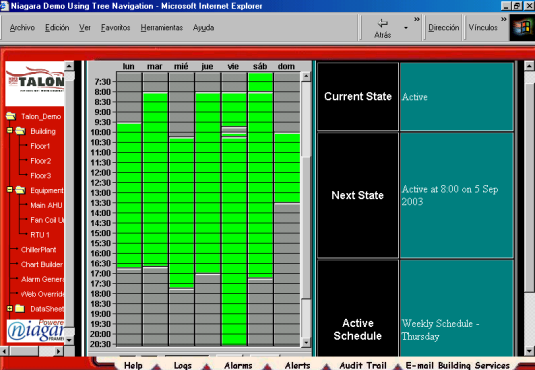 Niagara Demo Using Tree Navigation - Microsoft Internet Explorer
Archivo Edición Ver Favoritos Herramientas Ayuda
Atrás
»
Dirección
Vínculos
»
TALON
Talon_Demo
Building
Floor1
Floor2
Floor3
Equipment
Main AHU
Fan Coil U
RTU 1
ChillerPlant
Chart Builder
Alarm Genera
Web Override
DataSheet
Powere
Niagar
lun mar mié jue vie sáb dom
7:30
8:00
8:30
9:00
9:30
10:00
10:30
11:00
11:30
12:00
12:30
13:00
13:30
14:00
14:30
15:00
15:30
16:00
16:30
17:00
17:30
18:00
18:30
19:00
19:30
20:00
20:30
Current State
Active
Next State
Active at 8:00 on 5 Sep
2003
Active
Schedule
Weekly Schedule -
Thursday
Help Logs Alarms Alerts Audit Trail E-mail Building Services